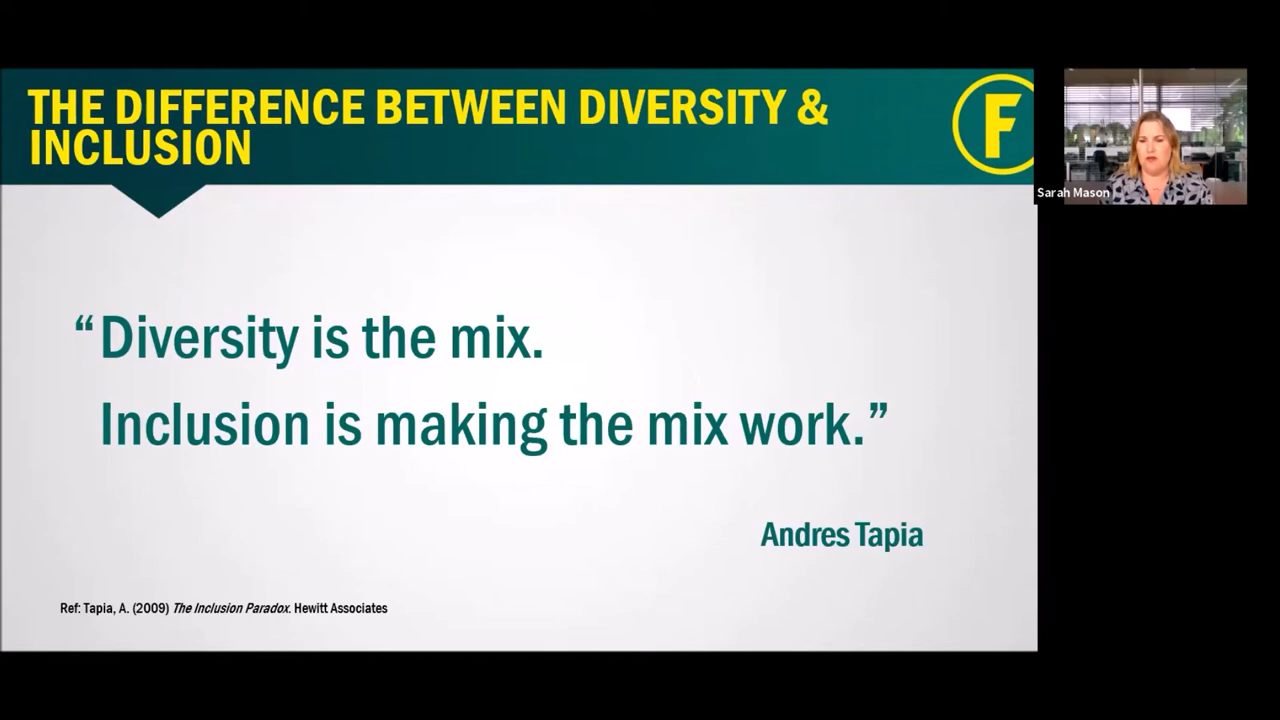 THE DIFFERENCE BETWEEN DIVERSITY &
INCLUSION
F
Sarah Mason
“Diversity is the mix.
Inclusion is making the mix work.”
Andres Tapia
Ref: Tapia, A. (2009) The Inclusion Paradox. Hewitt Associates